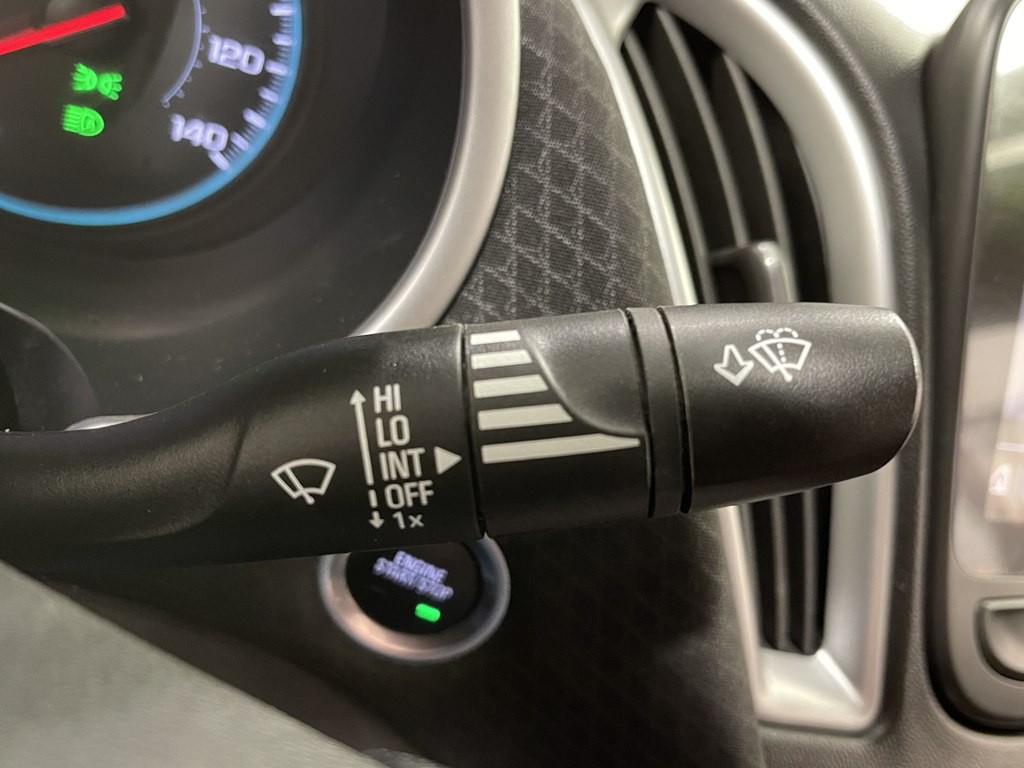 120
140
HI
LO
INT
OFF
1x
ENGINE
START/STOP